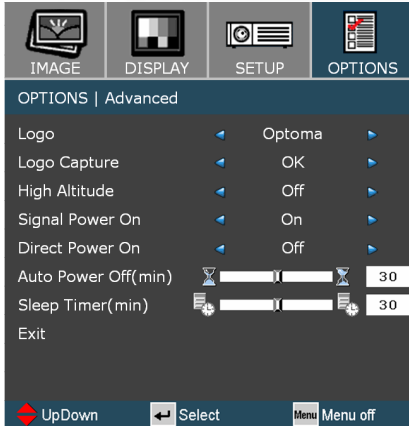 IMAGE DISPLAY SETUP OPTIONS
OPTIONS | Advanced
Logo Optoma
Logo Capture OK
High Altitude Off
Signal Power On On
Direct Power On Off
Auto Power Off(min) 30
Sleep Timer(min) 30
Exit
UpDown Select Menu Menu off